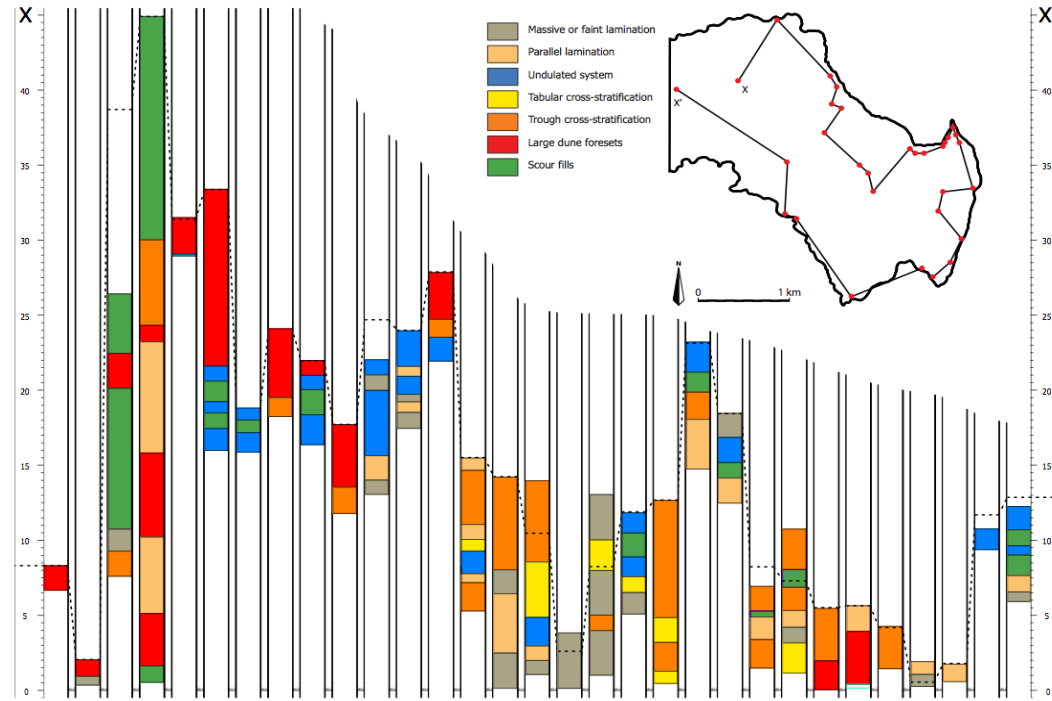 X
X
Massive or faint lamination
Parallel lamination
Undulated system
Tabular cross-stratification
Trough cross-stratification
Large dune foresets
Scour fills
X
X'
N
0
1 km
40
35
30
25
20
15
10
5
0
40
35
30
25
20
15
10
5
0